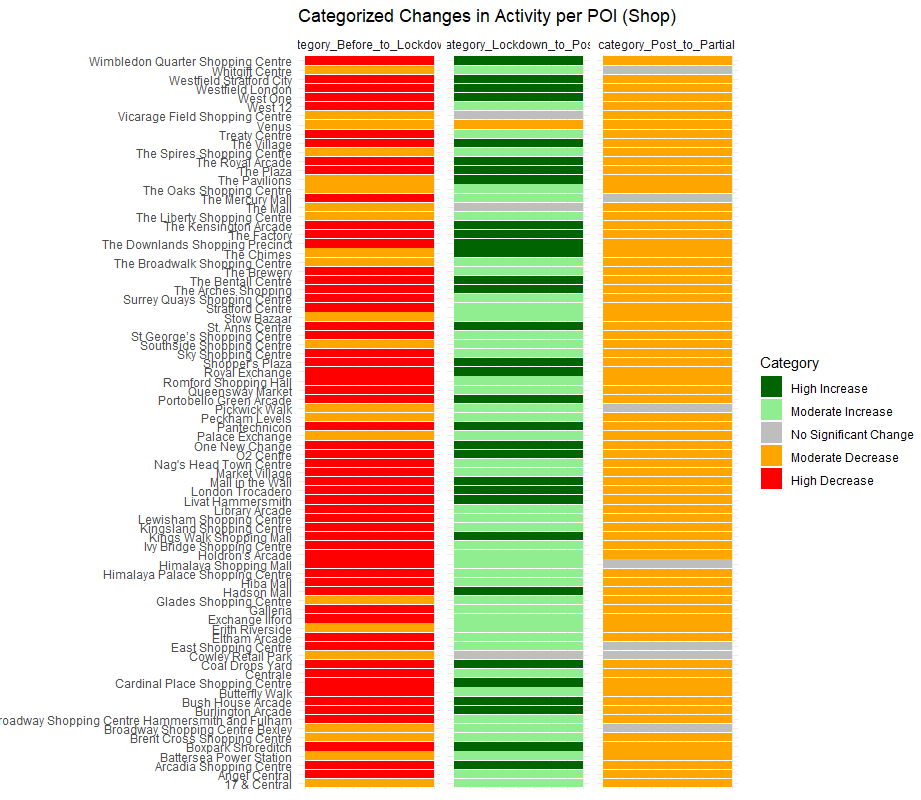 Categorized Changes in Activity per POI (Shop)
tegory_Before_to_Lockdow
ategory_Lockdown_to_Pos
category_Post_to_Partial
Wimbledon Quarter Shopping Centre
Whitgift Centre
Westfield Stratford City
Westfield London
West One
West 12
Vicarage Field Shopping Centre
Venus
Treaty Centre
The Village
The Spires Shopping Centre
The Royal Arcade
The Plaza
The Pavilions
The Oaks Shopping Centre
The Mercury Mall
The Mall
The Liberty Shopping Centre
The Kensington Arcade
The Factory
The Downlands Shopping Precinct
The Chimes
The Broadwalk Shopping Centre
The Brewery
The Bentall Centre
The Arches Shopping
Surrey Quays Shopping Centre
Stratford Centre
Stow Bazaar
St. Anns Centre
St George's Shopping Centre
Southside Shopping Centre
Sky Shopping Centre
Shopper's Plaza
Royal Exchange
Romford Shopping Hall
Queensway Market
Portobello Green Arcade
Pickwick Walk
Peckham Levels
Pantechnicon
Palace Exchange
One New Change
O2 Centre
Nag's Head Town Centre
Market Village
Mall in the Wall
London Trocadero
Livat Hammersmith
Library Arcade
Lewisham Shopping Centre
Kingsland Shopping Centre
Kings Walk Shopping Mall
Ivy Bridge Shopping Centre
Holdron's Arcade
Himalaya Shopping Mall
Himalaya Palace Shopping Centre
Hiba Mall
Hadson Mall
Glades Shopping Centre
Galleria
Exchange Ilford
Erith Riverside
Eltham Arcade
East Shopping Centre
Cowley Retail Park
Coal Drops Yard
Centrale
Cardinal Place Shopping Centre
Butterfly Walk
Bush House Arcade
Burlington Arcade
roadway Shopping Centre Hammersmith and Fulham
Broadway Shopping Centre Bexley
Brent Cross Shopping Centre
Boxpark Shoreditch
Battersea Power Station
Arcadia Shopping Centre
Angel Central
17 & Central
Category
High Increase
Moderate Increase
No Significant Change
Moderate Decrease
High Decrease